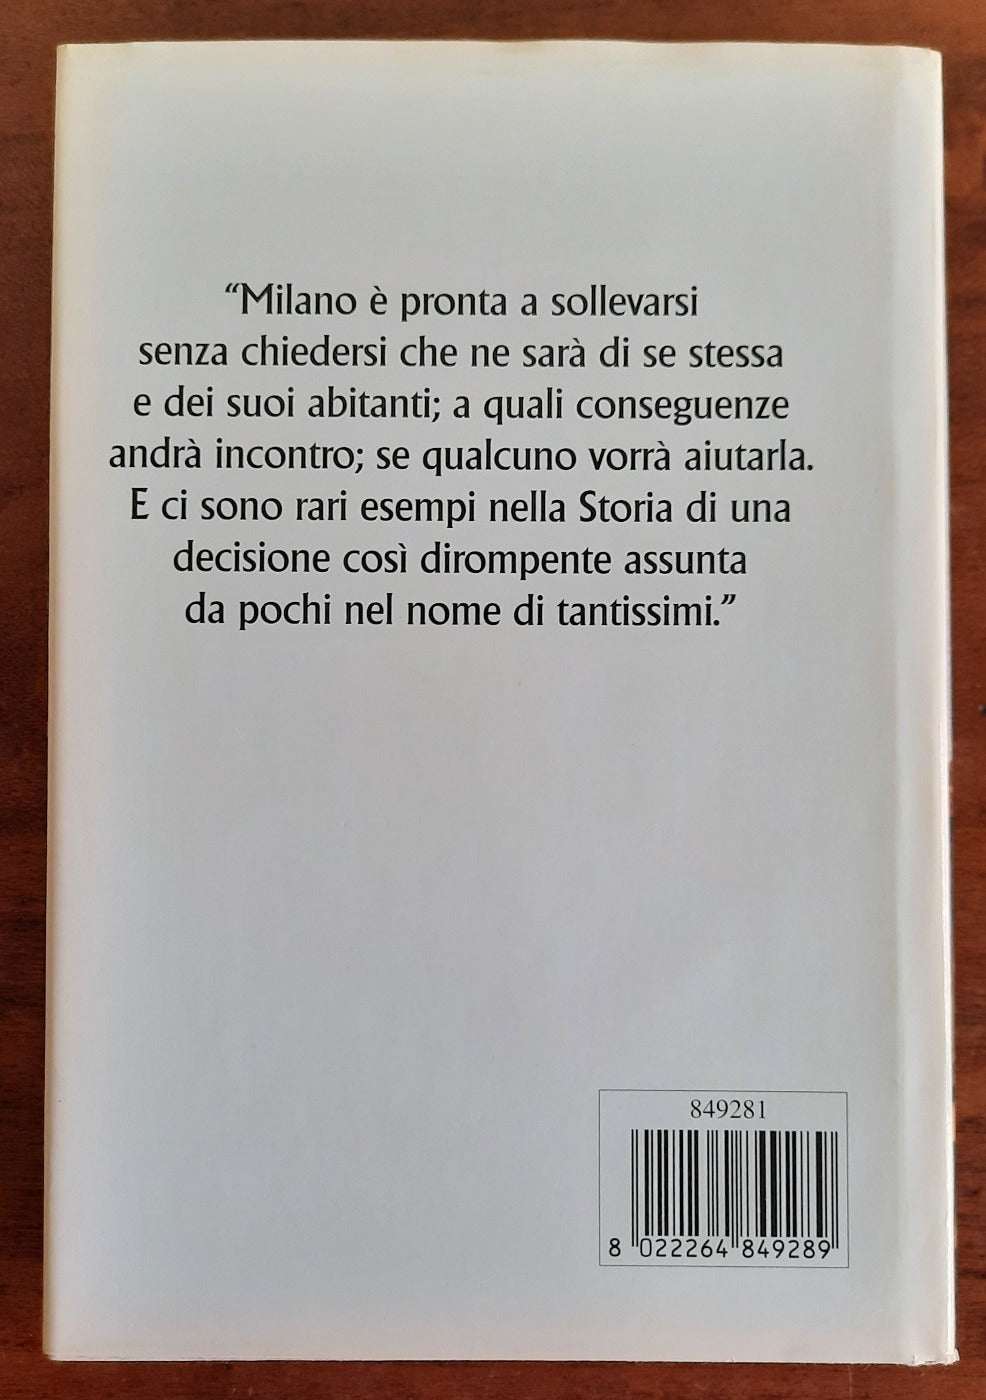 “Milano è pronta a sollevarsi
senza chiedersi che ne sarà di se stessa
e dei suoi abitanti; a quali conseguenze
andrà incontro; se qualcuno vorrà aiutarla.
E ci sono rari esempi nella Storia di una
decisione così dirompente assunta
da pochi nel nome di tantissimi.”
849281
8 022264 849289